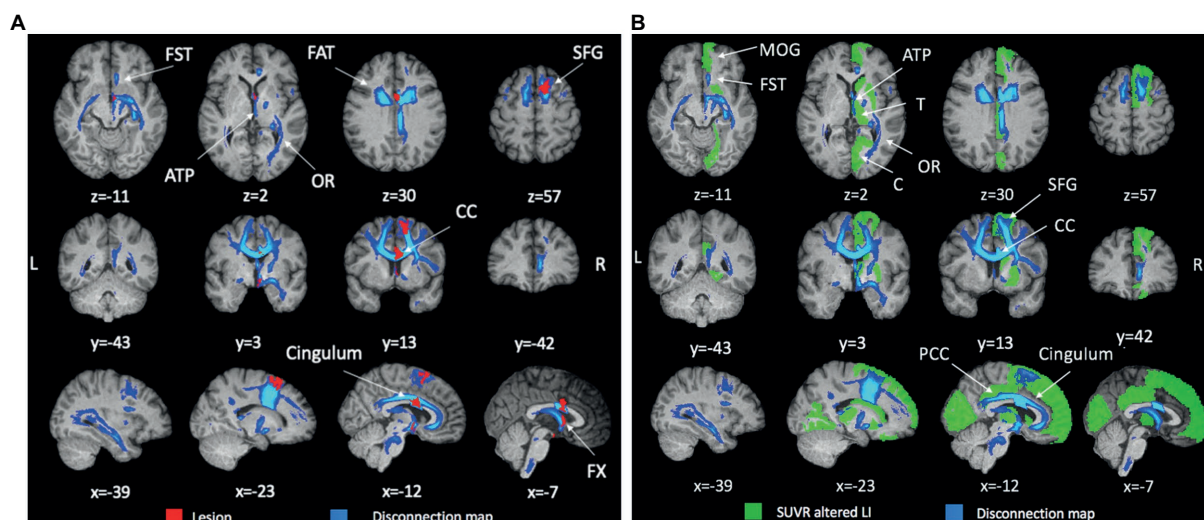 A
FST
FAT
SFG
ATP
OR
z=-11
z=2
z=30
z=57
CC
L
R
y=-43
y=3
y=13
y=-42
Cingulum
FX
x=-39
x=-23
x=-12
x=-7
Lesion
Disconnection map
B
MOG
FST
ATP
T
OR
C
z=-11
z=2
z=30
z=57
SFG
CC
L
R
y=-43
y=3
y=13
y=42
PCC
Cingulum
x=-39
x=-23
x=-12
x=-7
SUVR altered LI
Disconnection map